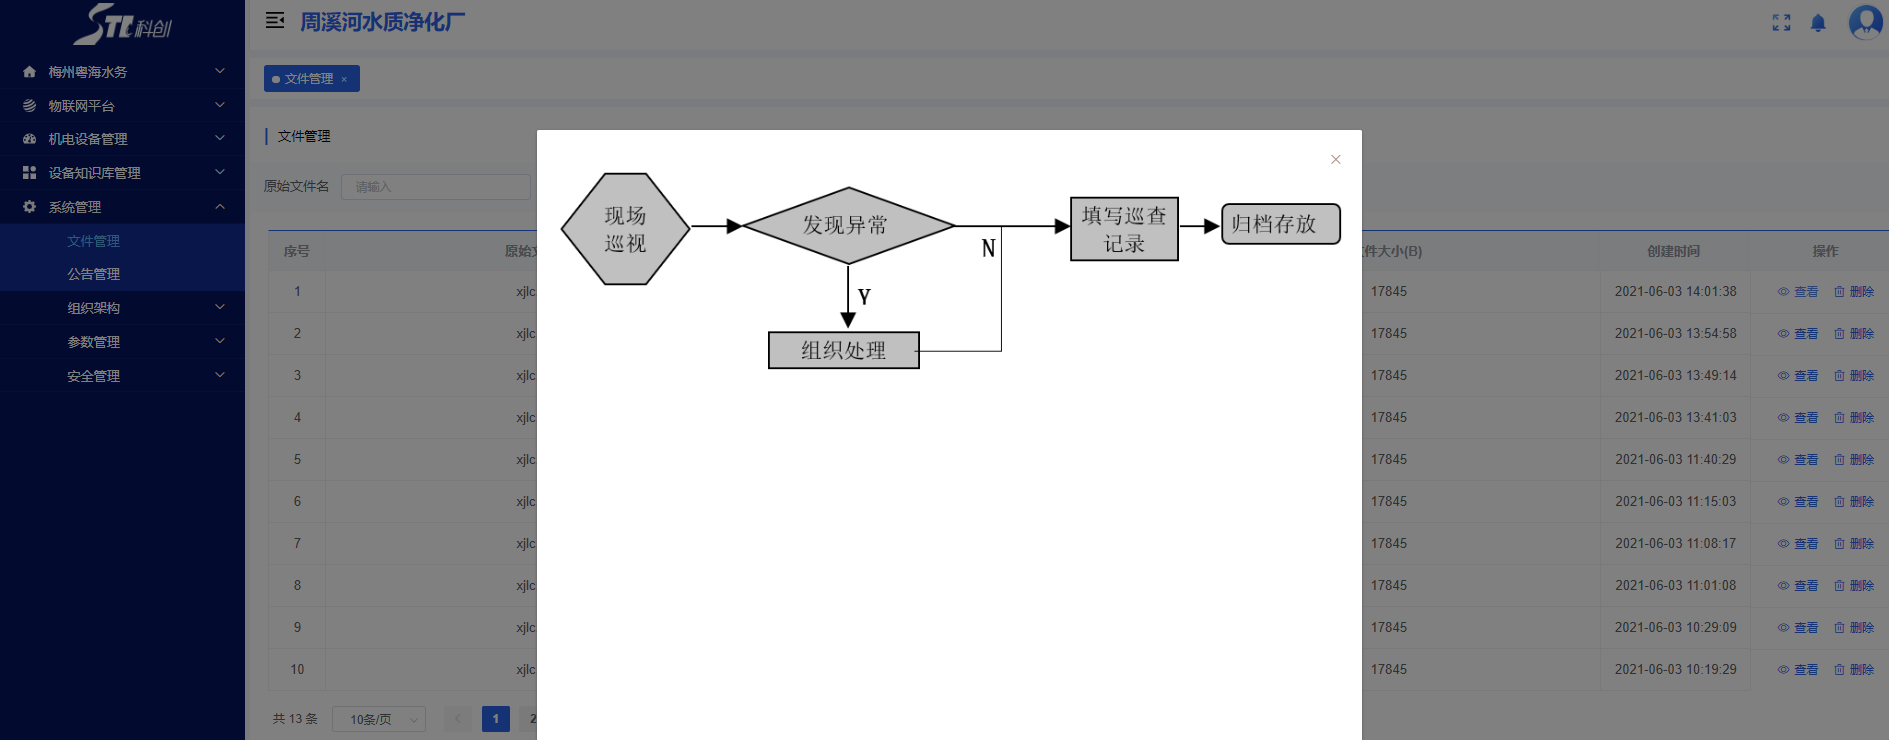 STC科创
周溪河水质净化厂
梅州粤海水务
物联网平台
机电设备管理
设备知识库管理
系统管理
文件管理
公告管理
组织架构
参数管理
安全管理
文件管理 ×
文件管理
原始文件名 请输入
序号 原始文 件大小(B) 创建时间 操作
1 xjlc 17845 2021-06-03 14:01:38 查看 删除
2 xjlc 17845 2021-06-03 13:54:58 查看 删除
3 xjlc 17845 2021-06-03 13:49:14 查看 删除
4 xjlc 17845 2021-06-03 13:41:03 查看 删除
5 xjlc 17845 2021-06-03 11:40:29 查看 删除
6 xjlc 17845 2021-06-03 11:15:03 查看 删除
7 xjlc 17845 2021-06-03 11:08:17 查看 删除
8 xjlc 17845 2021-06-03 11:01:08 查看 删除
9 xjlc 17845 2021-06-03 10:29:09 查看 删除
10 xjlc 17845 2021-06-03 10:19:29 查看 删除
共 13 条 10条/页 1 2
现场
巡视
发现异常
N
Y
组织处理
填写巡查
记录
归档存放